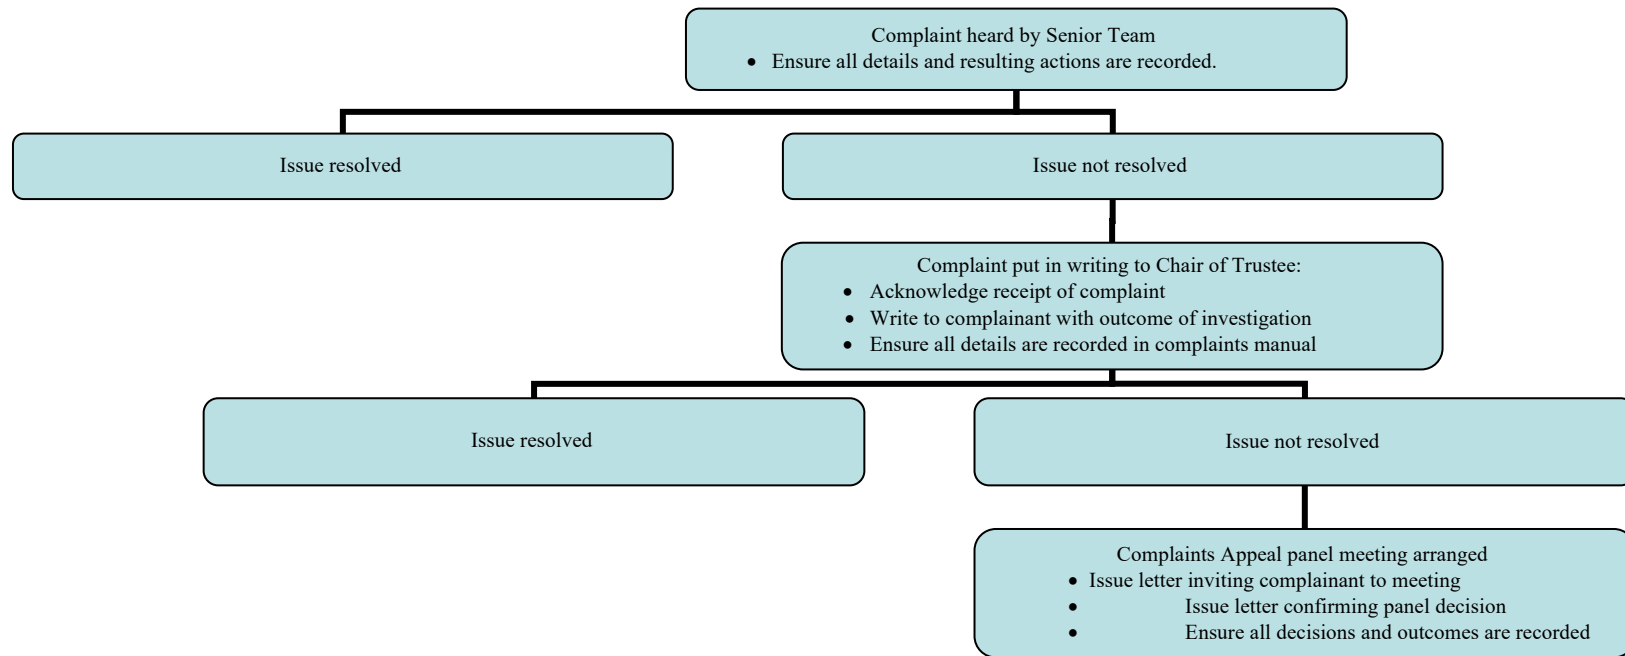 Complaint heard by Senior Team
• Ensure all details and resulting actions are recorded.
Issue resolved
Issue not resolved
Complaint put in writing to Chair of Trustee:
• Acknowledge receipt of complaint
• Write to complainant with outcome of investigation
• Ensure all details are recorded in complaints manual
Issue resolved
Issue not resolved
Complaints Appeal panel meeting arranged
• Issue letter inviting complainant to meeting
• Issue letter confirming panel decision
• Ensure all decisions and outcomes are recorded